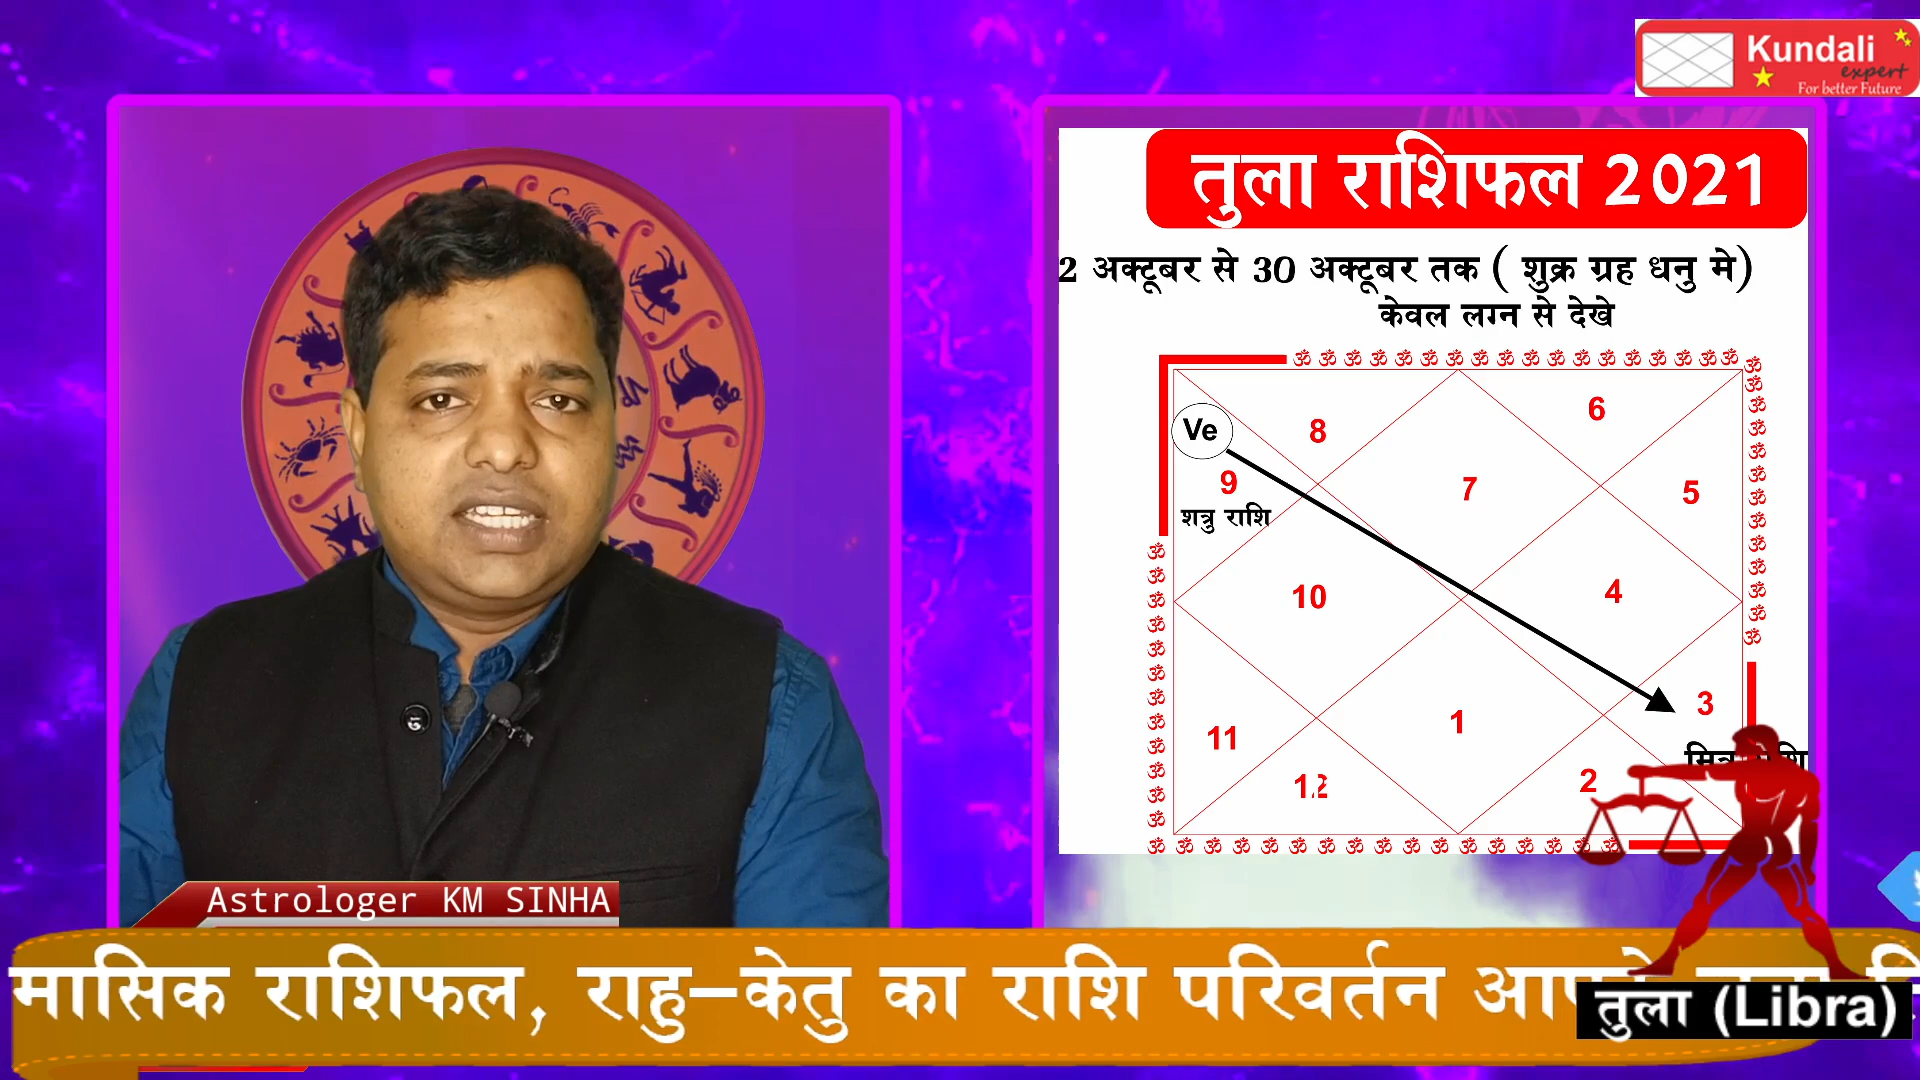 Kundali
expert
For better Future
तुला राशिफल 2021
2 अक्टूबर से 30 अक्टूबर तक ( शुक्र ग्रह धनु मे)
केवल लग्न से देखे
ॐ ॐ ॐ ॐ ॐ ॐ ॐ ॐ ॐ ॐ ॐ ॐ ॐ ॐ ॐ ॐ ॐ ॐ
Ve
8
6
9
7
5
शत्रु राशि
10
4
3
11
1
12
2
मित्र राशि
ॐ ॐ ॐ ॐ ॐ ॐ ॐ ॐ ॐ ॐ ॐ ॐ ॐ ॐ ॐ ॐ ॐ
Astrologer KM SINHA
मासिक राशिफल, राहु-केतु का राशि परिवर्तन
तुला (Libra)